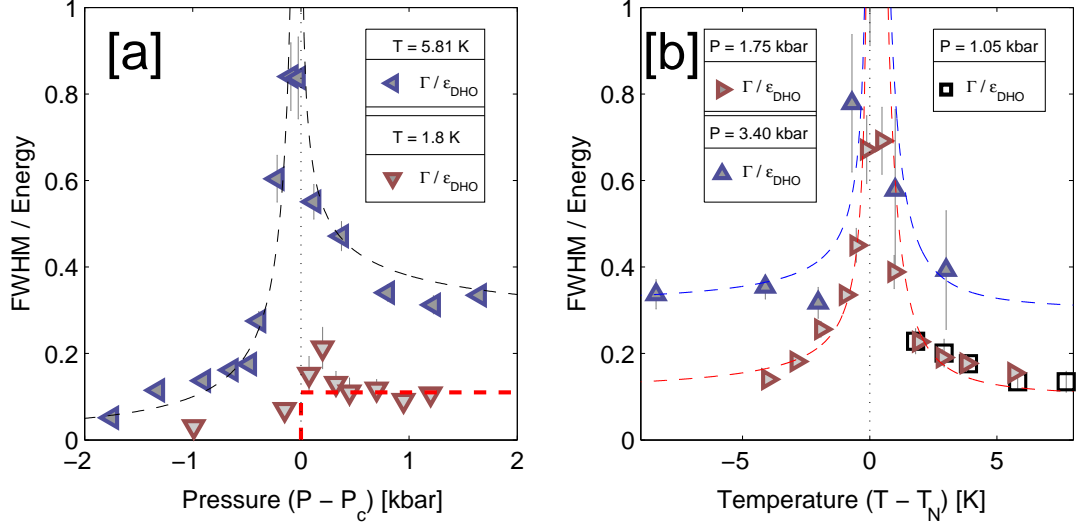 [a]
T = 5.81 K
Γ / ε_DHO
T = 1.8 K
Γ / ε_DHO
FWHM / Energy
0
0.2
0.4
0.6
0.8
1
−2
−1
0
1
2
Pressure (P − P_c) [kbar]
[b]
P = 1.75 kbar
Γ / ε_DHO
P = 3.40 kbar
Γ / ε_DHO
P = 1.05 kbar
Γ / ε_DHO
FWHM / Energy
0
0.2
0.4
0.6
0.8
1
−5
0
5
Temperature (T − T_N) [K]